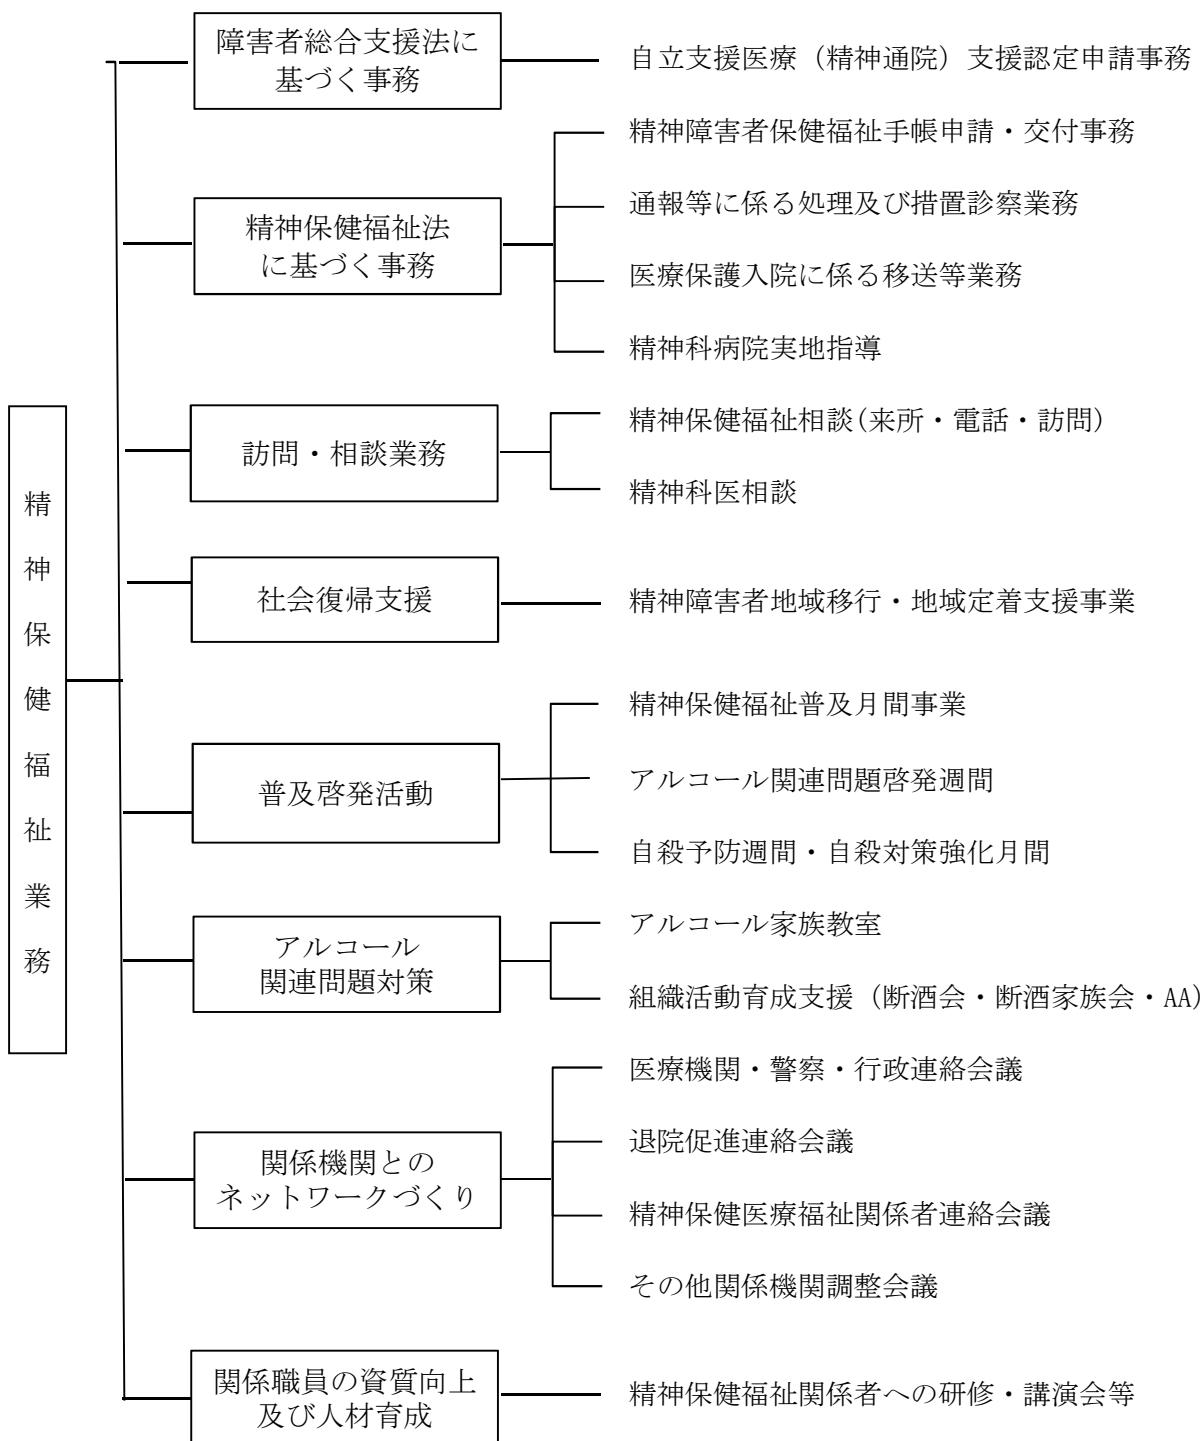 精神保健福祉業務
障害者総合支援法に
基づく事務
自立支援医療（精神通院）支援認定申請事務
精神保健福祉法
に基づく事務
精神障害者保健福祉手帳申請・交付事務
通報等に係る処理及び措置診察業務
医療保護入院に係る移送等業務
精神科病院実地指導
訪問・相談業務
精神保健福祉相談(来所・電話・訪問)
精神科医相談
社会復帰支援
精神障害者地域移行・地域定着支援事業
普及啓発活動
精神保健福祉普及月間事業
アルコール関連問題啓発週間
自殺予防週間・自殺対策強化月間
アルコール
関連問題対策
アルコール家族教室
組織活動育成支援（断酒会・断酒家族会・AA）
関係機関との
ネットワークづくり
医療機関・警察・行政連絡会議
退院促進連絡会議
精神保健医療福祉関係者連絡会議
その他関係機関調整会議
関係職員の資質向上
及び人材育成
精神保健福祉関係者への研修・講演会等